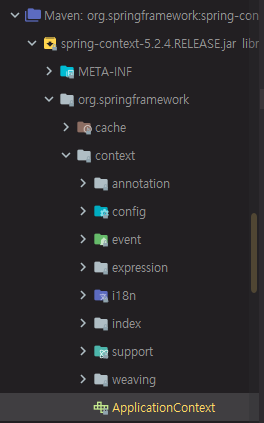 Maven: org.springframework:spring-con
spring-context-5.2.4.RELEASE.jar libr
META-INF
org.springframework
cache
context
annotation
config
event
expression
i18n
index
support
weaving
ApplicationContext